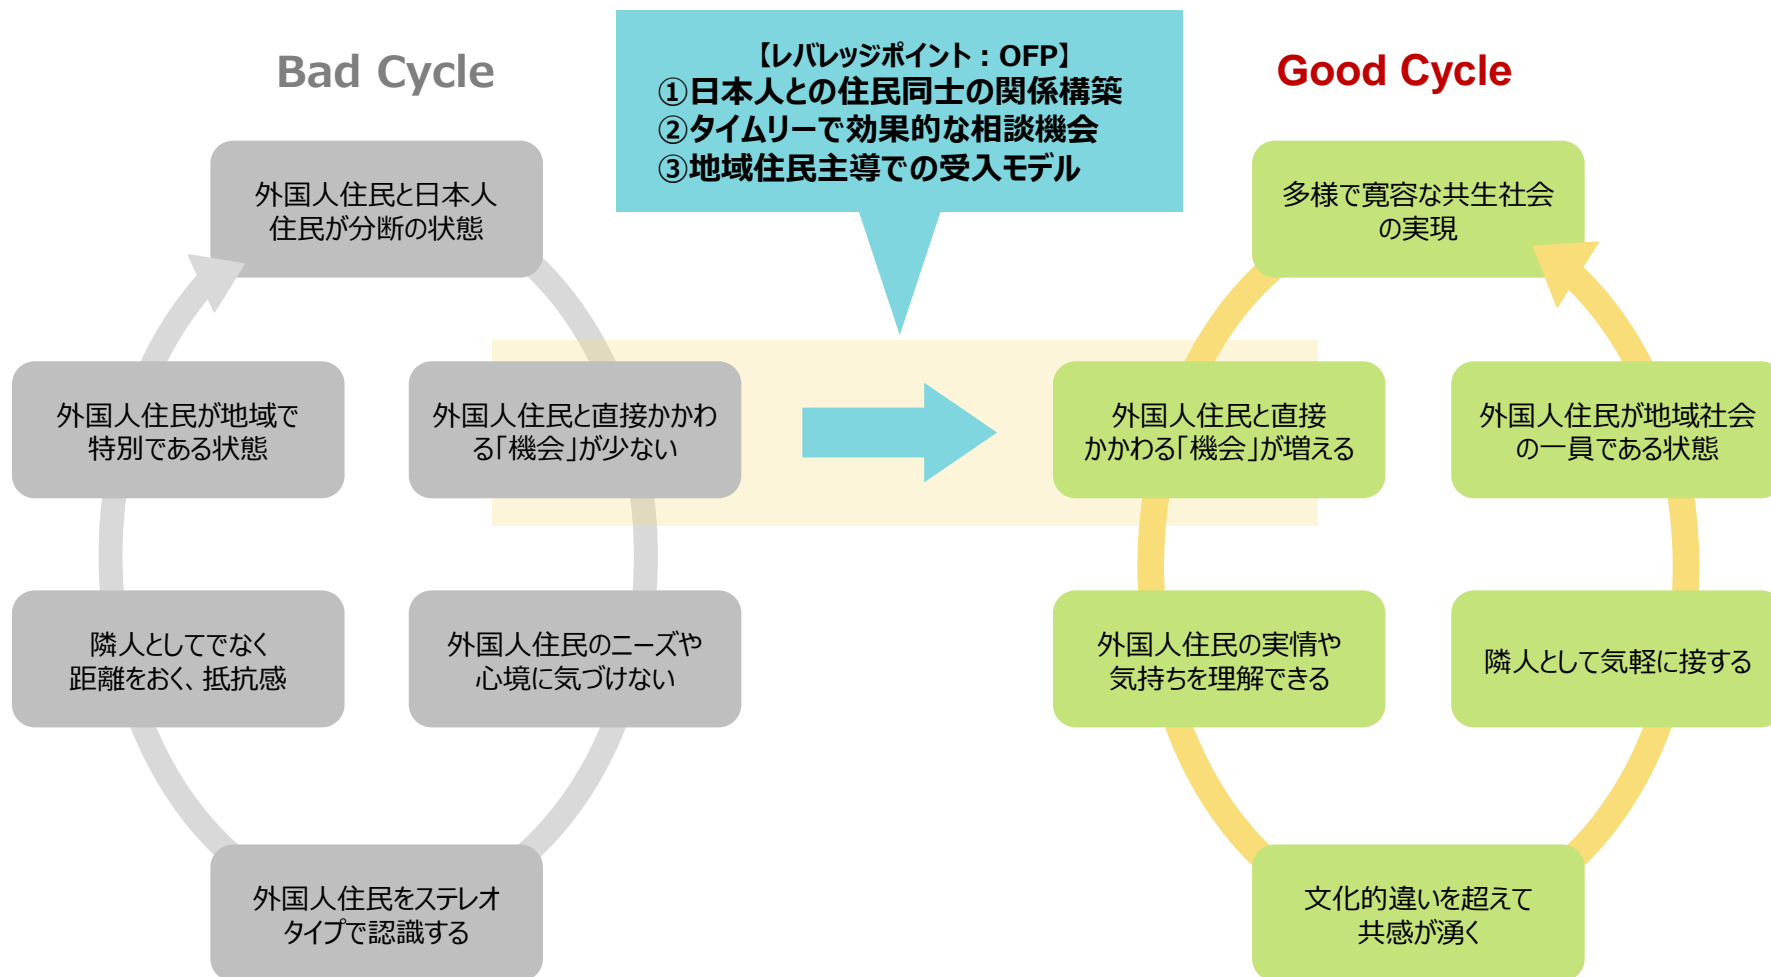 Bad Cycle
【レバレッジポイント：OFP】
①日本人との住民同士の関係構築
②タイムリーで効果的な相談機会
③地域住民主導での受入モデル
Good Cycle
外国人住民と日本人
住民が分断の状態
外国人住民が地域で
特別である状態
外国人住民と直接かかわ
る「機会」が少ない
隣人としてでなく
距離をおく、抵抗感
外国人住民のニーズや
心境に気づけない
外国人住民をステレオ
タイプで認識する
多様で寛容な共生社会
の実現
外国人住民と直接
かかわる「機会」が増える
外国人住民が地域社会
の一員である状態
外国人住民の実情や
気持ちを理解できる
隣人として気軽に接する
文化的違いを超えて
共感が湧く